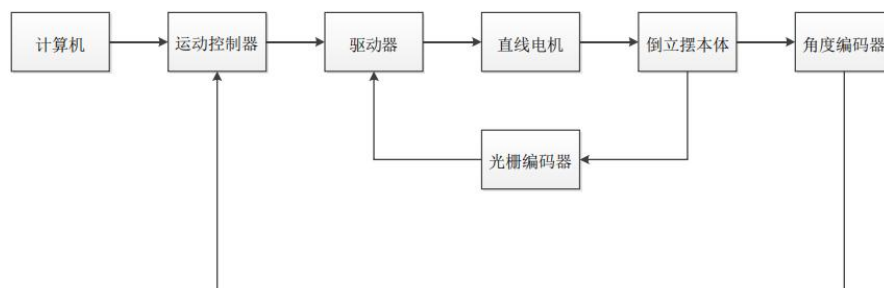 计算机
运动控制器
驱动器
直线电机
倒立摆本体
角度编码器
光栅编码器